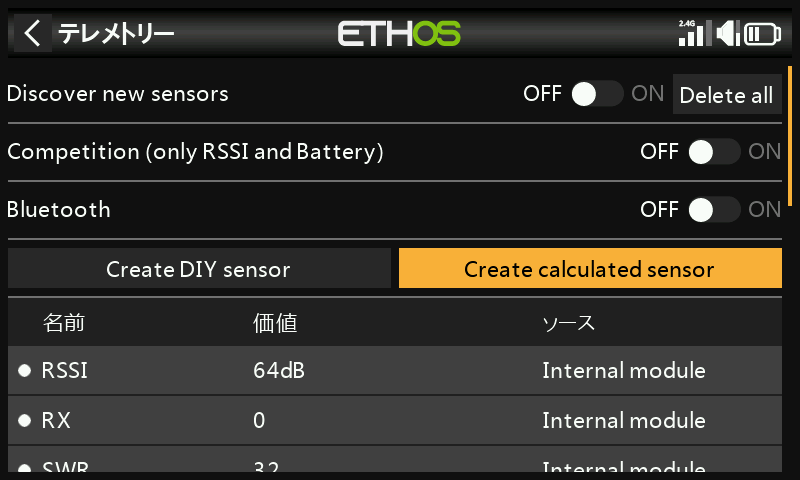 テレメトリー ETHOS 2.4G
Discover new sensors OFF ON Delete all
Competition (only RSSI and Battery) OFF ON
Bluetooth OFF ON
Create DIY sensor Create calculated sensor
名前 価値 ソース
RSSI 64dB Internal module
RX 0 Internal module
SWR 32 Internal module